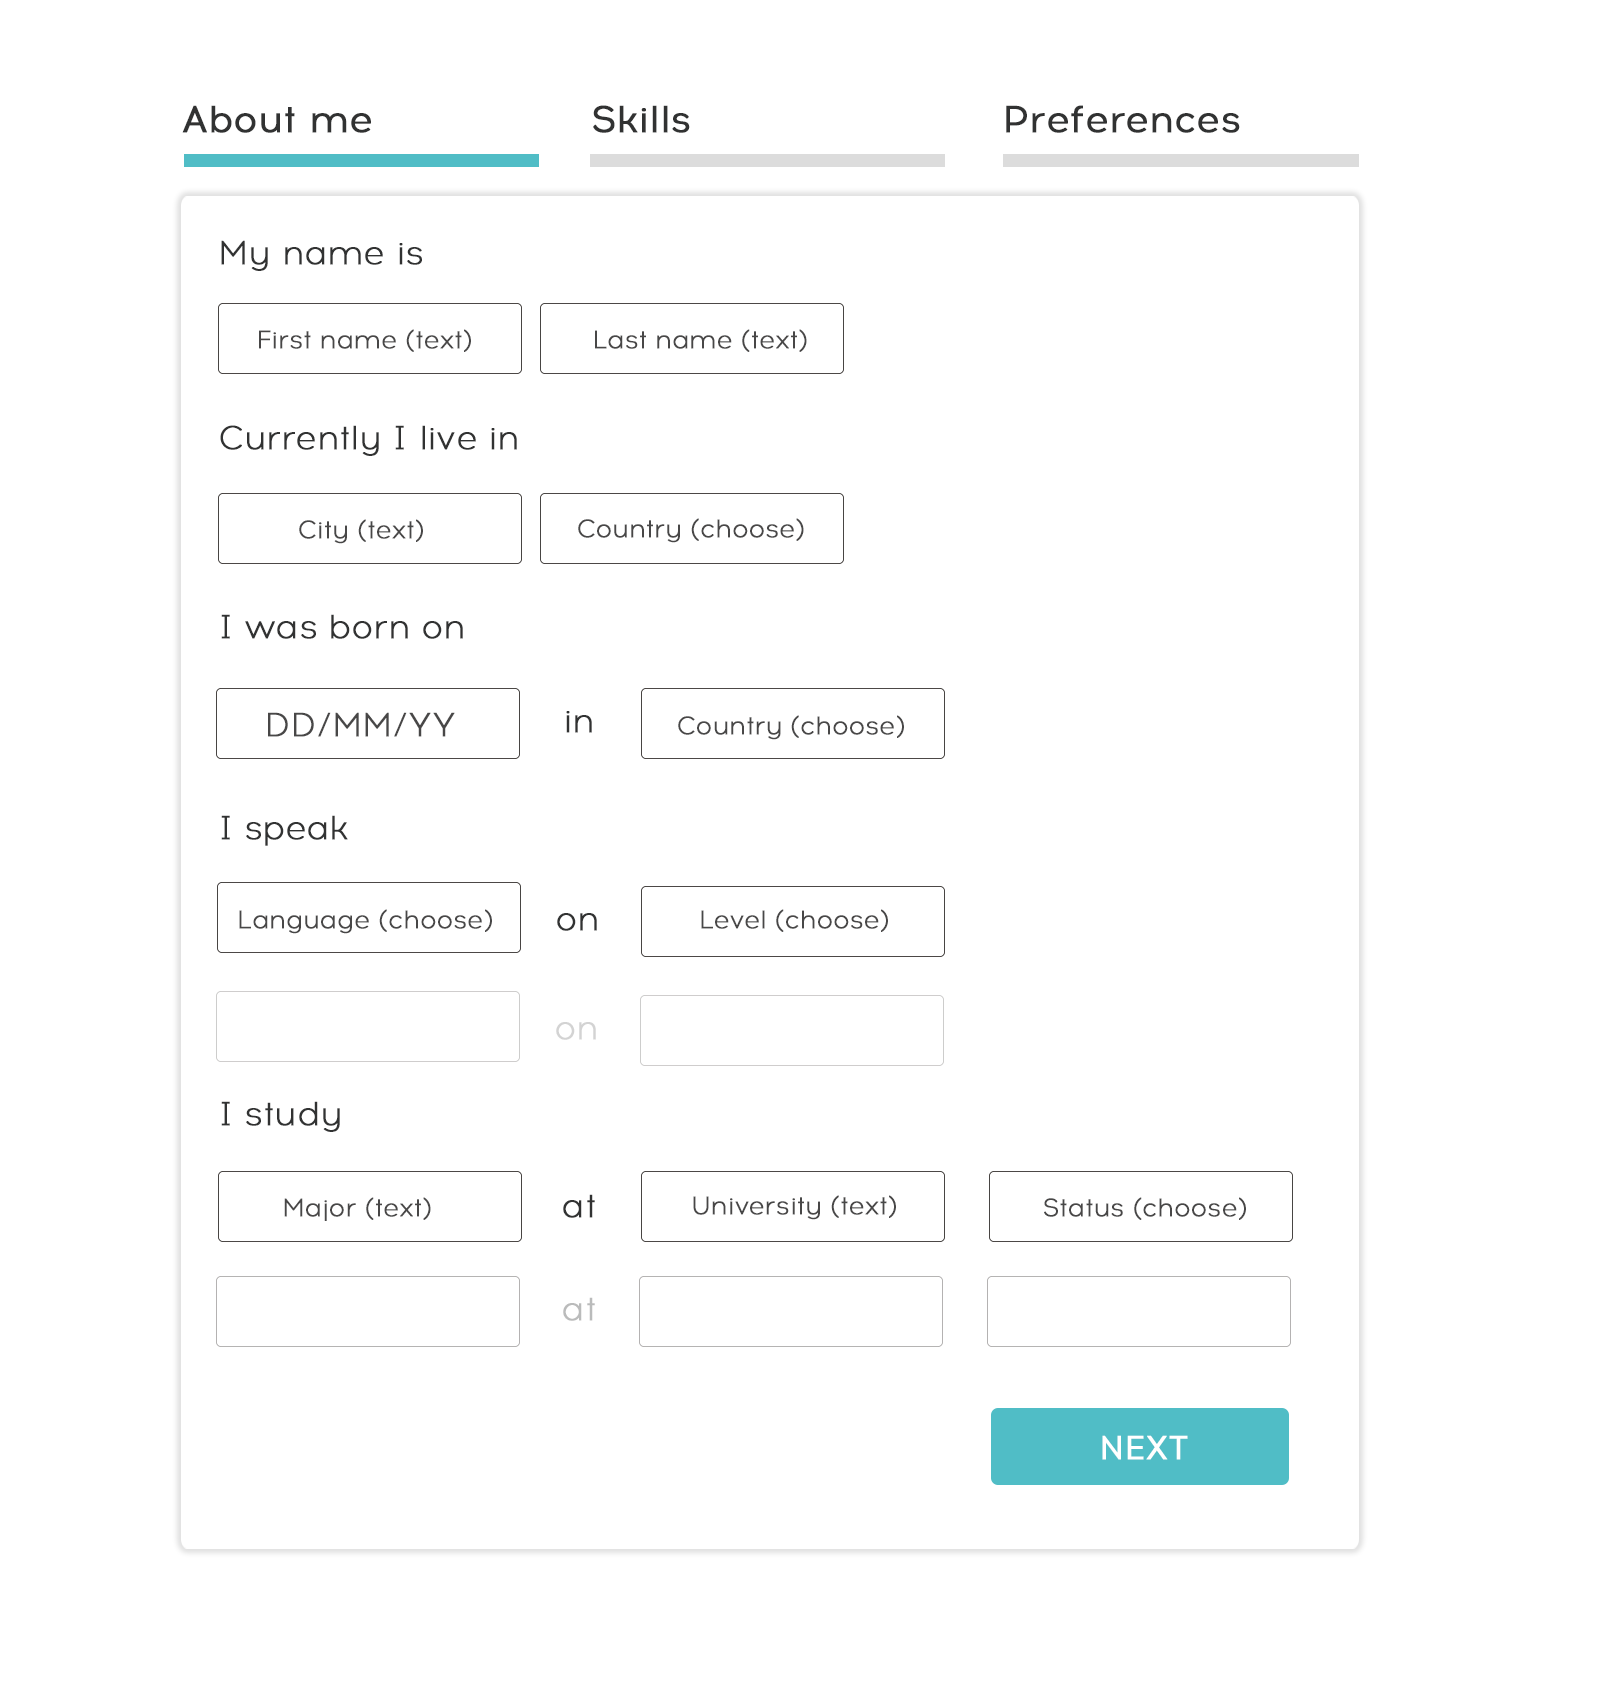 About me Skills Preferences
My name is
First name (text) Last name (text)
Currently I live in
City (text) Country (choose)
I was born on
DD/MM/YY in Country (choose)
I speak
Language (choose) on Level (choose)
on
I study
Major (text) at University (text) Status (choose)
at
NEXT